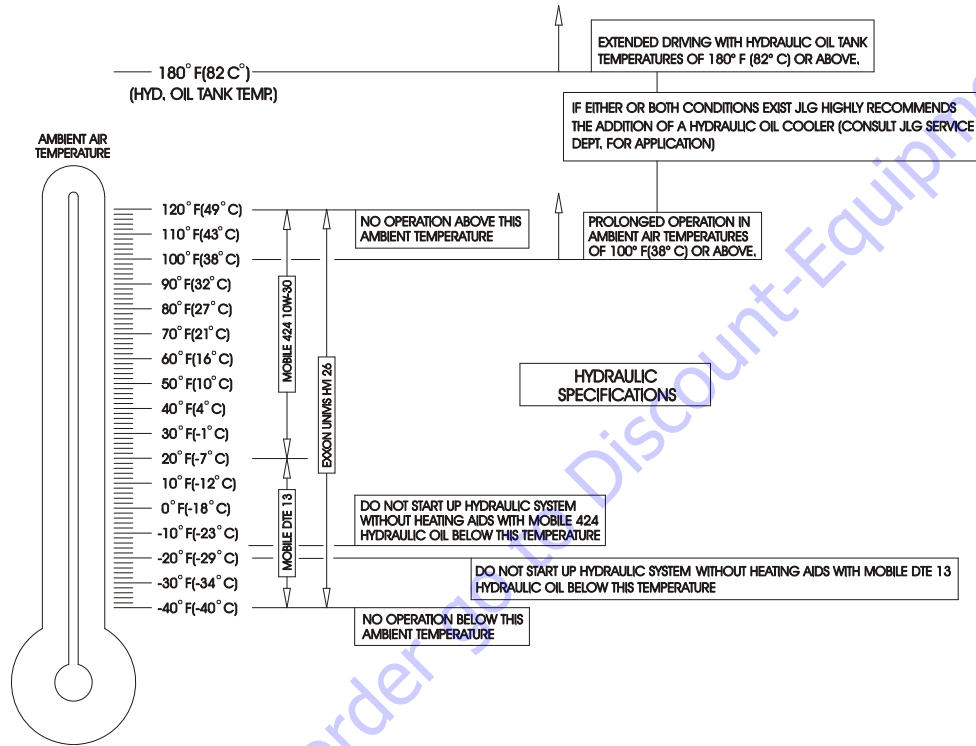 EXTENDED DRIVING WITH HYDRAULIC OIL TANK
TEMPERATURES OF 180° F (82° C) OR ABOVE.
180° F(82 C°)
(HYD. OIL TANK TEMP.)
IF EITHER OR BOTH CONDITIONS EXIST JLG HIGHLY RECOMMENDS
THE ADDITION OF A HYDRAULIC OIL COOLER (CONSULT JLG SERVICE
DEPT. FOR APPLICATION)
AMBIENT AIR
TEMPERATURE
120° F(49° C)
110° F(43° C)
100° F(38° C)
90° F(32° C)
80° F(27° C)
70° F(21° C)
60° F(16° C)
50° F(10° C)
40° F(4° C)
30° F(-1° C)
20° F(-7° C)
10° F(-12° C)
0° F(-18° C)
-10° F(-23° C)
-20° F(-29° C)
-30° F(-34° C)
-40° F(-40° C)
MOBILE 424 10W-30
MOBILE DTE 13
EXXON UNIVIS HVI 26
NO OPERATION ABOVE THIS
AMBIENT TEMPERATURE
PROLONGED OPERATION IN
AMBIENT AIR TEMPERATURES
OF 100° F(38° C) OR ABOVE.
HYDRAULIC
SPECIFICATIONS
DO NOT START UP HYDRAULIC SYSTEM
WITHOUT HEATING AIDS WITH MOBILE 424
HYDRAULIC OIL BELOW THIS TEMPERATURE
DO NOT START UP HYDRAULIC SYSTEM WITHOUT HEATING AIDS WITH MOBILE DTE 13
HYDRAULIC OIL BELOW THIS TEMPERATURE
NO OPERATION BELOW THIS
AMBIENT TEMPERATURE
order go to Discount-Equipme